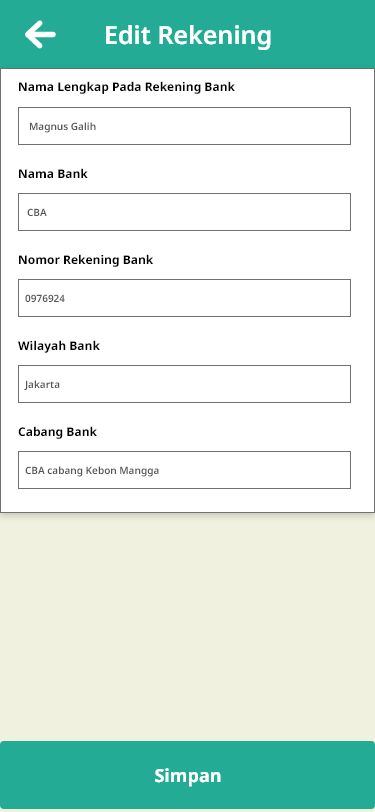 Edit Rekening
Nama Lengkap Pada Rekening Bank
Magnus Galih
Nama Bank
CBA
Nomor Rekening Bank
0976924
Wilayah Bank
Jakarta
Cabang Bank
CBA cabang Kebon Mangga
Simpan